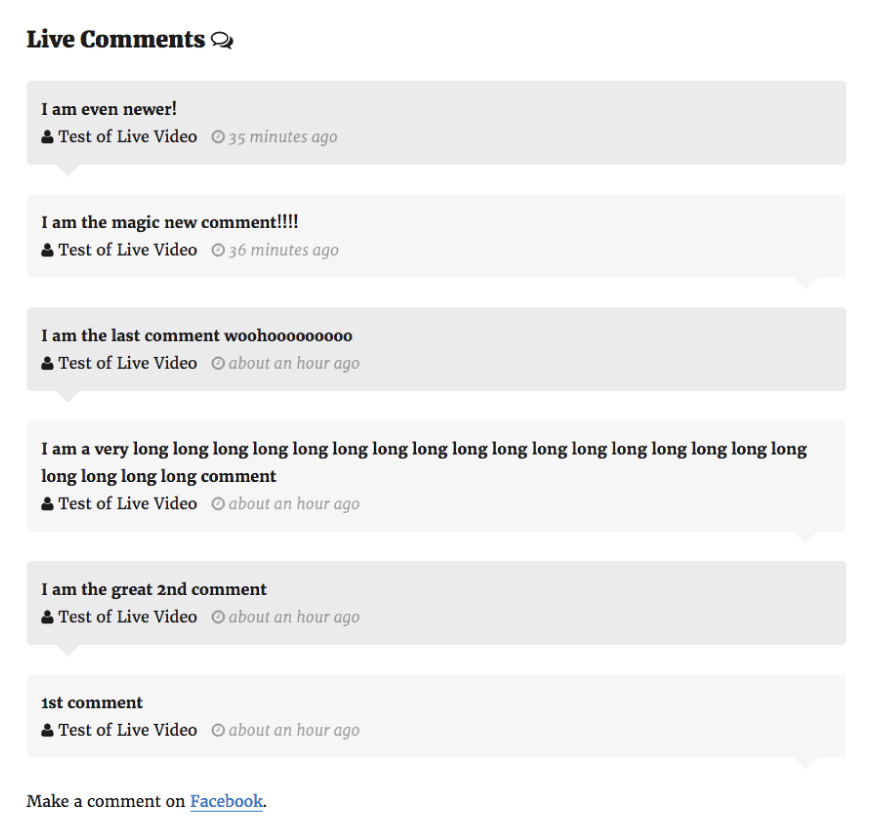 Live Comments
I am even newer!
Test of Live Video 35 minutes ago
I am the magic new comment!!!!
Test of Live Video 36 minutes ago
I am the last comment woohooooooooo
Test of Live Video about an hour ago
I am a very long long long long long long long long long long long long long long long long long
long long long long comment
Test of Live Video about an hour ago
I am the great 2nd comment
Test of Live Video about an hour ago
1st comment
Test of Live Video about an hour ago
Make a comment on Facebook.